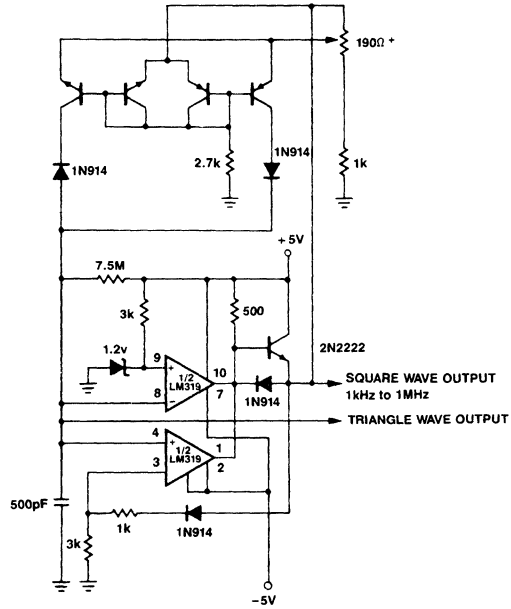 190Ω +
1N914
2.7k
1N914
1k
+5V
7.5M
3k
500
1.2v
2N2222
9
+
1/2
LM319
10
8
−
7
1N914
SQUARE WAVE OUTPUT
1kHz to 1MHz
TRIANGLE WAVE OUTPUT
4
+
1/2
LM319
1
3
2
500pF
1k
1N914
3k
−5V